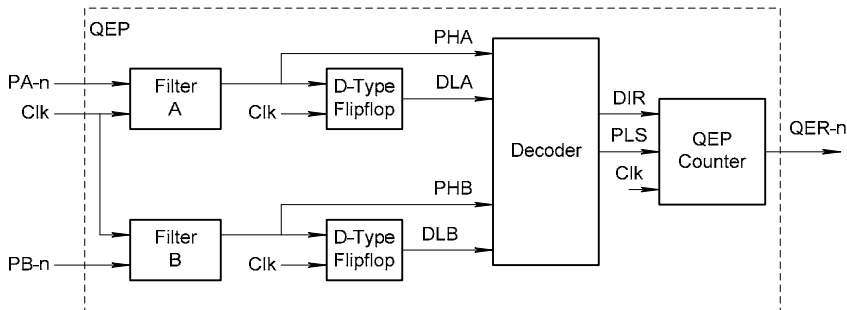 QEP
PHA
PA-n
Filter
A
D-Type
Flipflop
DLA
Clk
Clk
DIR
QER-n
PLS
QEP
Counter
Decoder
Clk
PHB
Filter
B
D-Type
Flipflop
DLB
PB-n
Clk